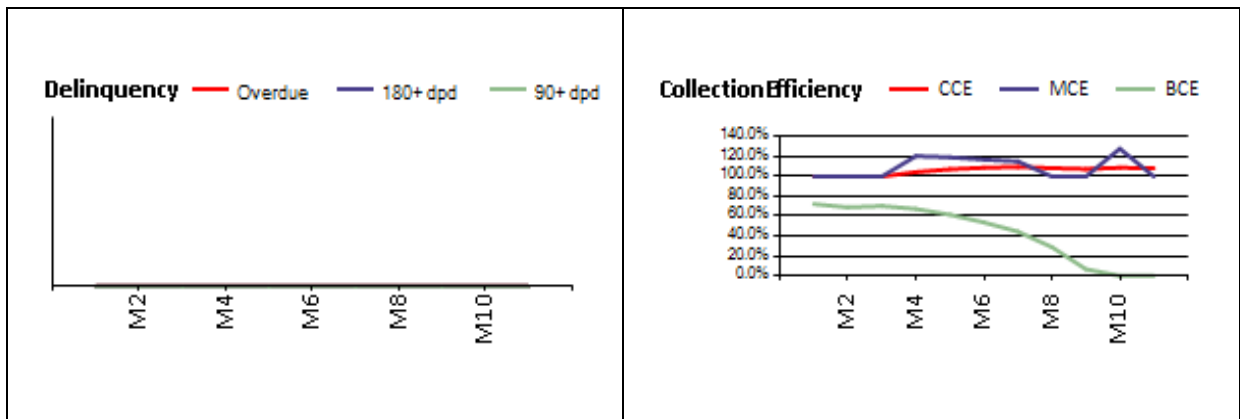 Delinquency Overdue 180+ dpd 90+ dpd
M2 M4 M6 M8 M10
Collection Efficiency CCE MCE BCE
140.0%
120.0%
100.0%
80.0%
60.0%
40.0%
20.0%
0.0%
M2 M4 M6 M8 M10